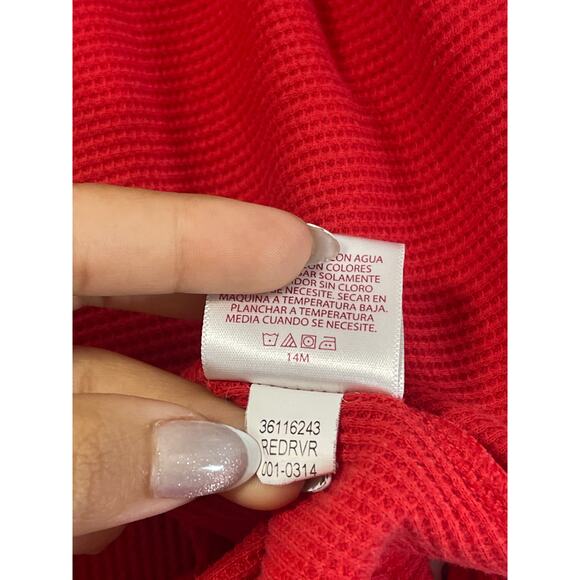 CON AGUA
CON COLORES
SOLAMENTE
SIN CLORO
SE NECESITE. SECAR EN
MAQUINA A TEMPERATURA BAJA.
PLANCHAR A TEMPERATURA
MEDIA CUANDO SE NECESITE.
14M
36116243
REDRVR
001-0314